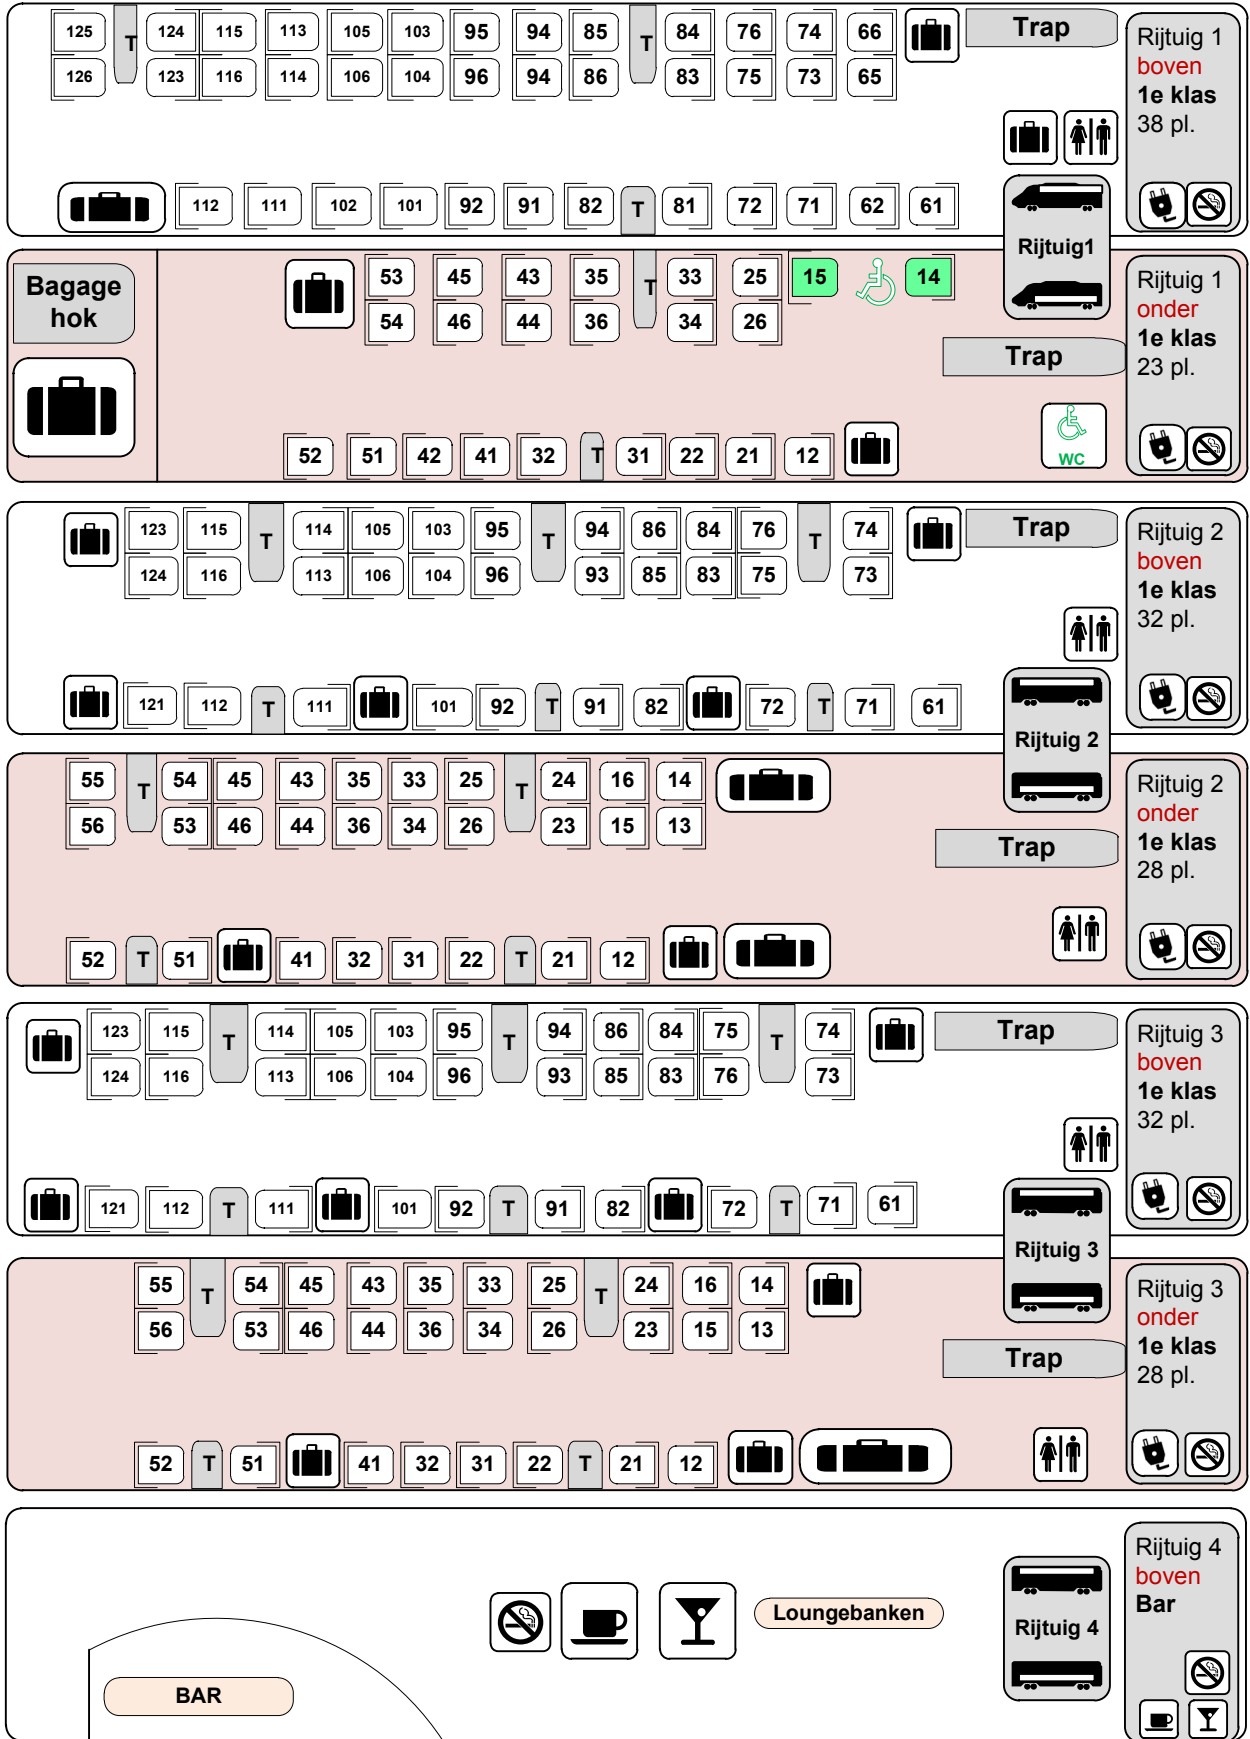 125 T 124 115 113 105 103 95 94 85 T 84 76 74 66 Trap
126 123 116 114 106 104 96 94 86 83 75 73 65
Rijtuig 1
boven
1e klas
38 pl.
112 111 102 101 92 91 82 T 81 72 71 62 61
Rijtuig1
Bagage
hok
53 45 43 35 T 33 25 15 14
54 46 44 36 34 26
Trap
Rijtuig 1
onder
1e klas
23 pl.
52 51 42 41 32 T 31 22 21 12
WC
123 115 T 114 105 103 95 T 94 86 84 76 T 74 Trap
124 116 113 106 104 96 93 85 83 75 73
Rijtuig 2
boven
1e klas
32 pl.
121 112 T 111 101 92 T 91 82 72 T 71 61
Rijtuig 2
55 T 54 45 43 35 33 25 T 24 16 14
56 53 46 44 36 34 26 23 15 13
Trap
Rijtuig 2
onder
1e klas
28 pl.
52 T 51 41 32 31 22 T 21 12
123 115 T 114 105 103 95 T 94 86 84 75 T 74 Trap
124 116 113 106 104 96 93 85 83 76 73
Rijtuig 3
boven
1e klas
32 pl.
121 112 T 111 101 92 T 91 82 72 T 71 61
Rijtuig 3
55 T 54 45 43 35 33 25 T 24 16 14
56 53 46 44 36 34 26 23 15 13
Trap
Rijtuig 3
onder
1e klas
28 pl.
52 T 51 41 32 31 22 T 21 12
Rijtuig 4
boven
Bar
Loungebanken
Rijtuig 4
BAR